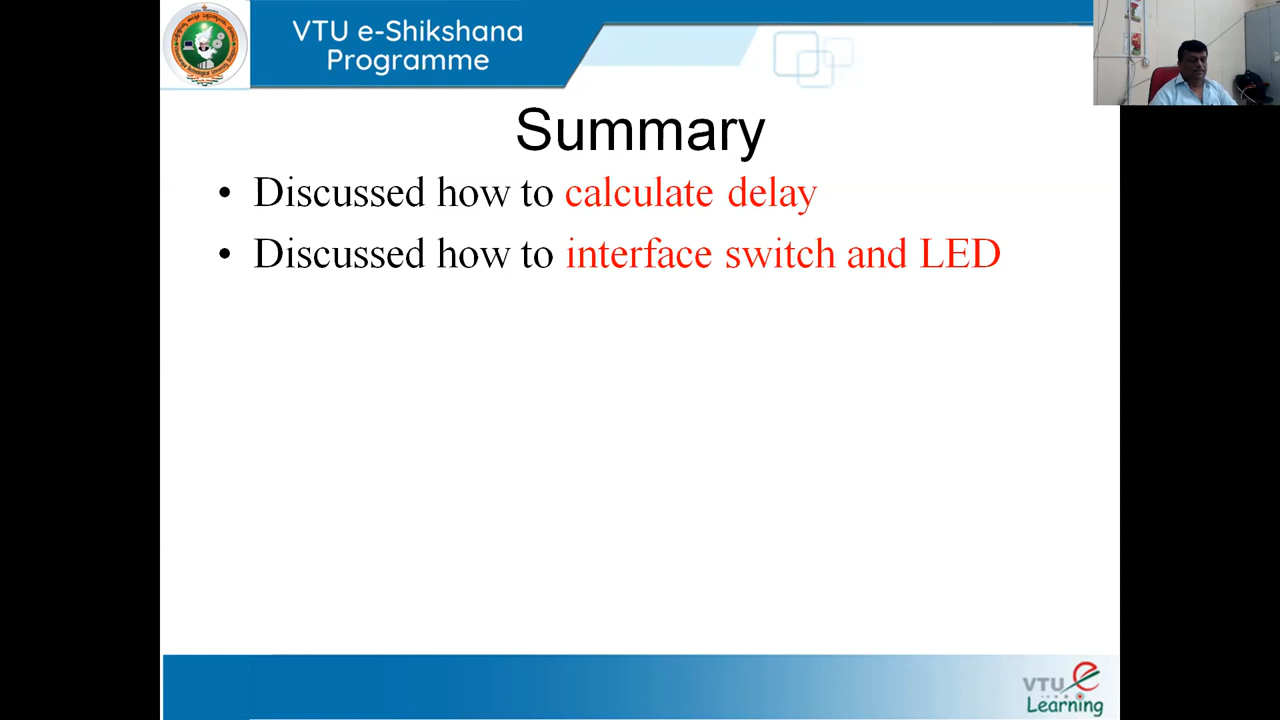 VTU e-Shikshana
Programme
Summary
• Discussed how to calculate delay
• Discussed how to interface switch and LED
VTU e
Learning